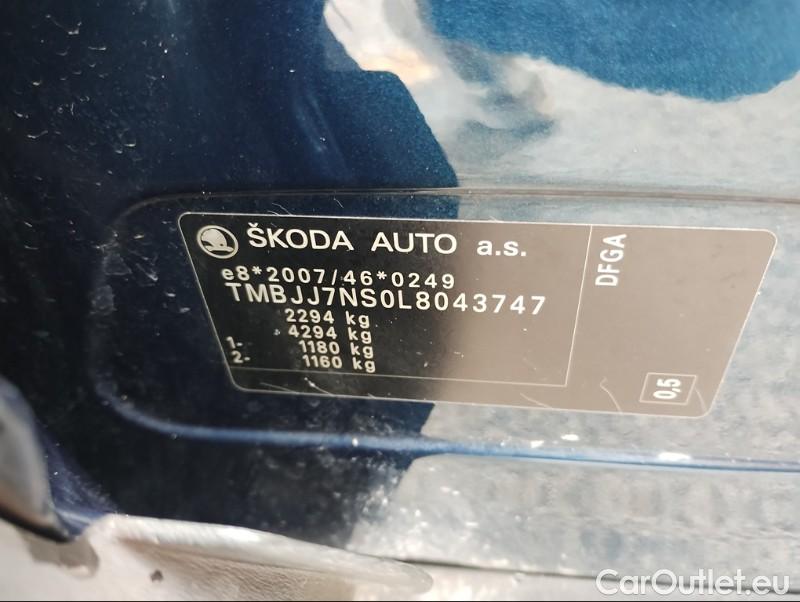 ŠKODA AUTO a.s.
e8*2007/46*0249
TMBJJ7NS0L8043747
2294 kg
4294 kg
1- 1180 kg
2- 1160 kg
DFGA
0,5
CarOutlet.eu